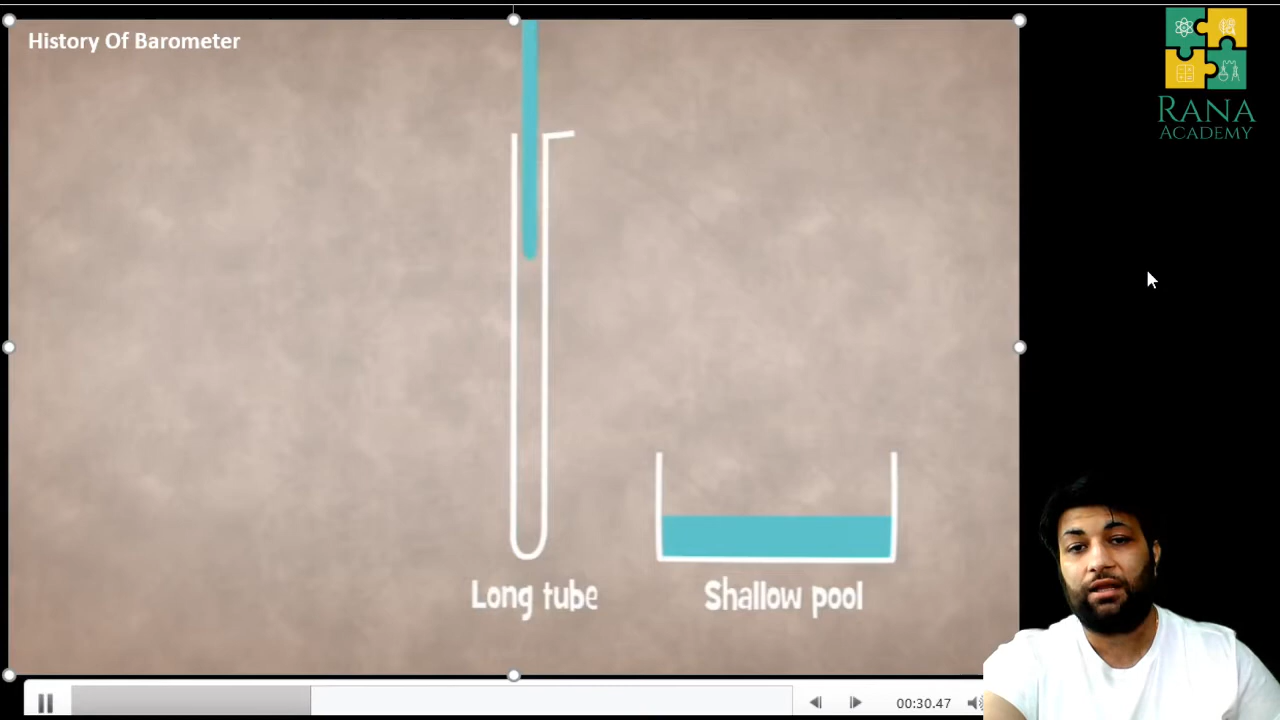 History Of Barometer
RANA
ACADEMY
Long tube
Shallow pool
00:30.47